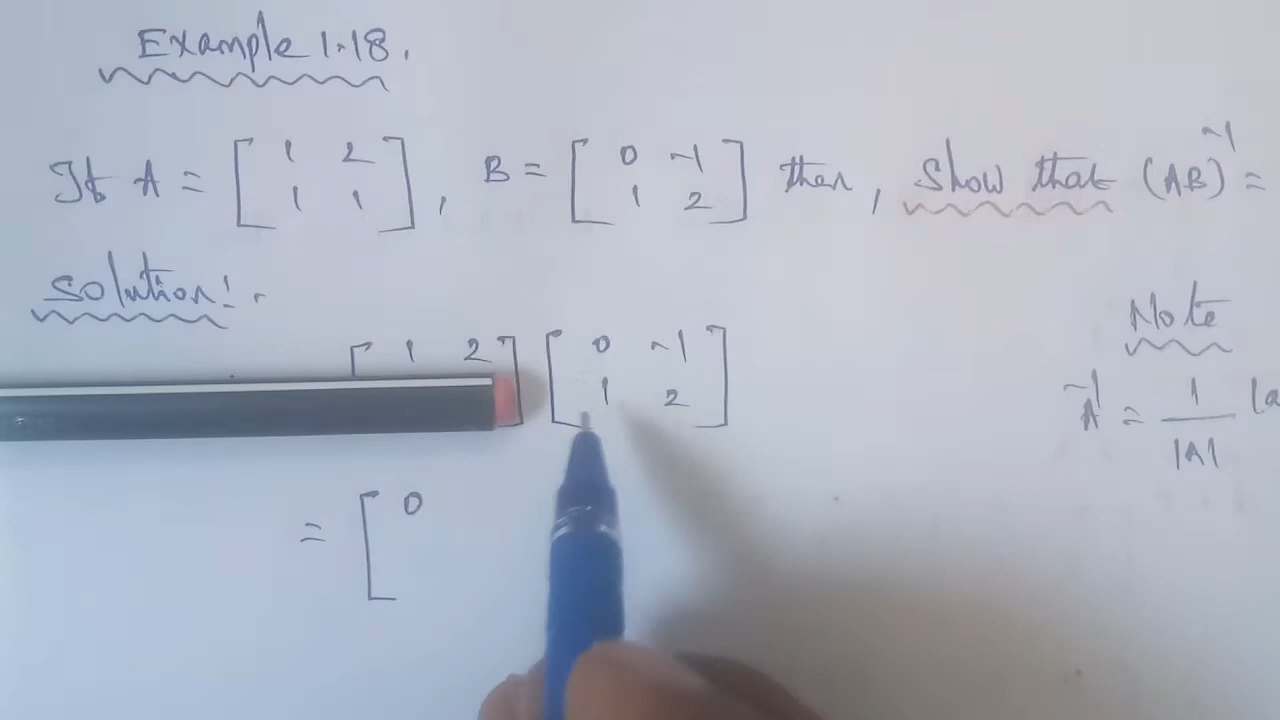 Example 1.18.
If A = [ 1 2 1 1 ], B = [ 0 -1 1 2 ] then, show that (AB)⁻¹ =
Solution:-
[ 1 2 ] [ 0 -1 1 2 ]
= [ 0
Note
A⁻¹ = 1 / |A| (a